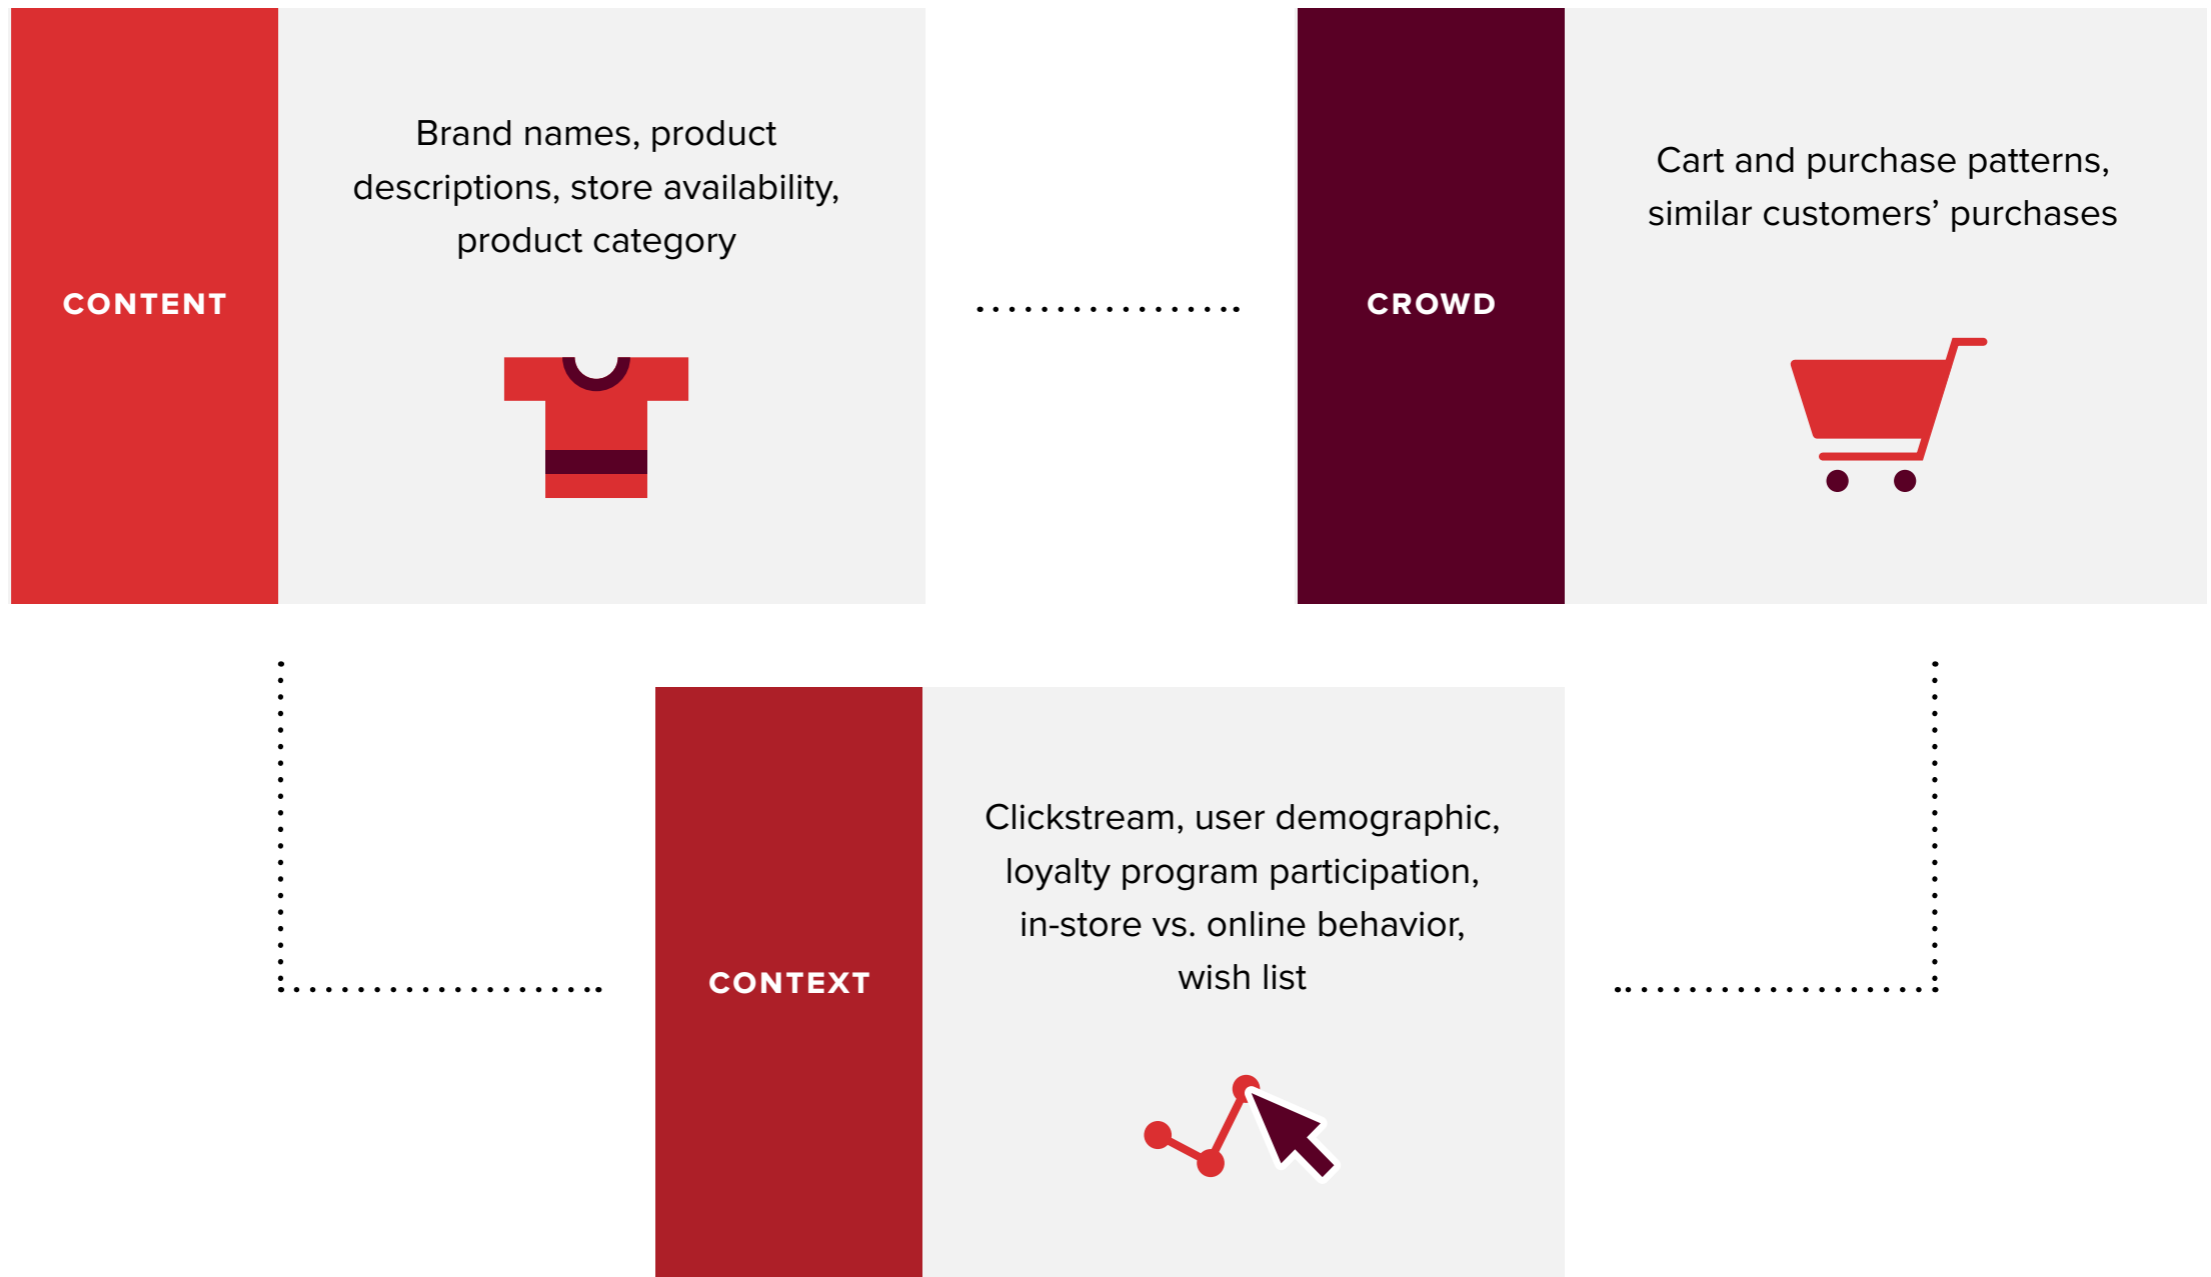 CONTENT
Brand names, product
descriptions, store availability,
product category
CROWD
Cart and purchase patterns,
similar customers’ purchases
CONTEXT
Clickstream, user demographic,
loyalty program participation,
in-store vs. online behavior,
wish list